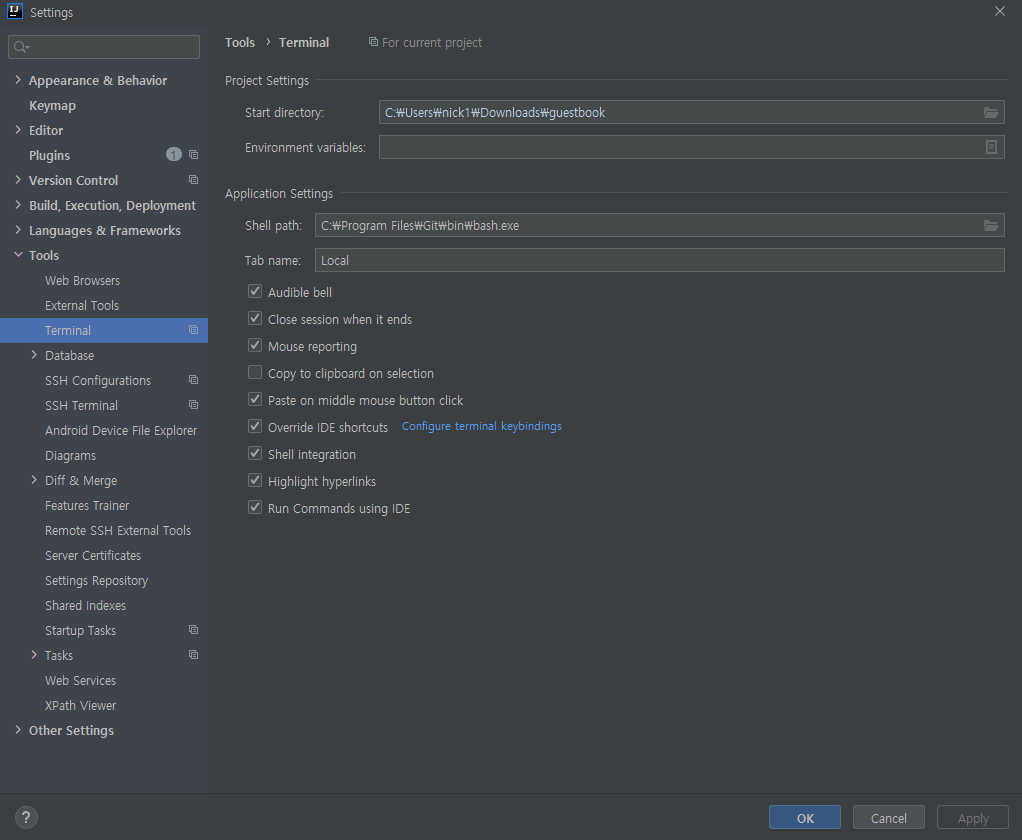 IJ Settings
Tools › Terminal For current project
Appearance & Behavior
Keymap
Editor
Plugins 1
Version Control
Build, Execution, Deployment
Languages & Frameworks
Tools
Web Browsers
External Tools
Terminal
Database
SSH Configurations
SSH Terminal
Android Device File Explorer
Diagrams
Diff & Merge
Features Trainer
Remote SSH External Tools
Server Certificates
Settings Repository
Shared Indexes
Startup Tasks
Tasks
Web Services
XPath Viewer
Other Settings
Project Settings
Start directory: C:₩Users₩nick1₩Downloads₩guestbook
Environment variables:
Application Settings
Shell path: C:₩Program Files₩Git₩bin₩bash.exe
Tab name: Local
Audible bell
Close session when it ends
Mouse reporting
Copy to clipboard on selection
Paste on middle mouse button click
Override IDE shortcuts Configure terminal keybindings
Shell integration
Highlight hyperlinks
Run Commands using IDE
? OK Cancel Apply